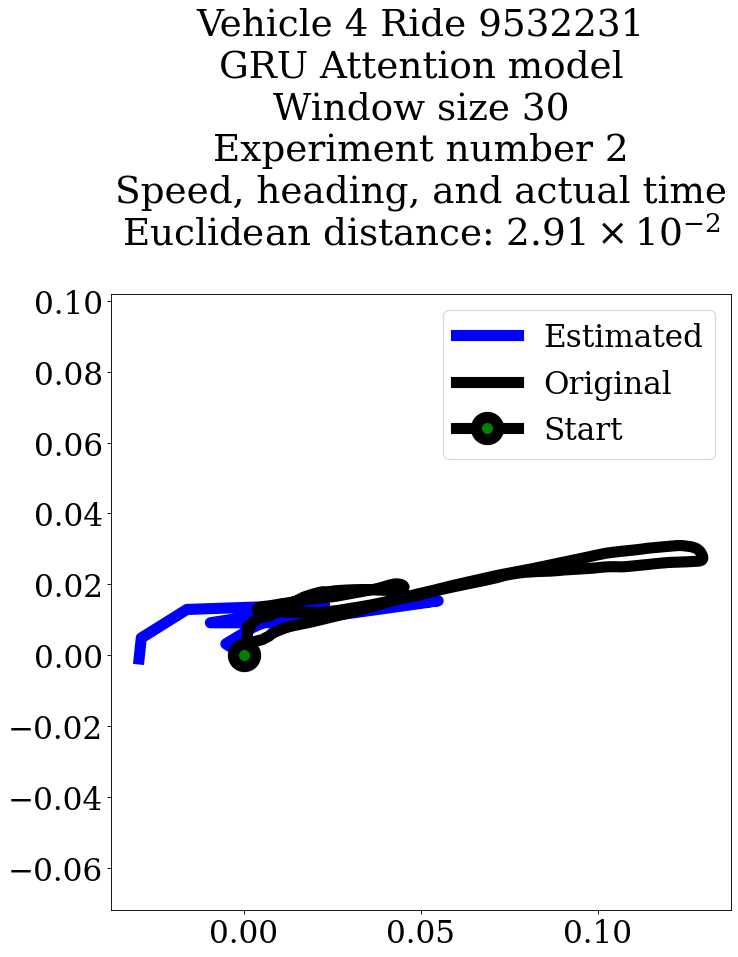 Vehicle 4 Ride 9532231
GRU Attention model
Window size 30
Experiment number 2
Speed, heading, and actual time
Euclidean distance: 2.91 × 10⁻²
0.10
0.08
0.06
0.04
0.02
0.00
−0.02
−0.04
−0.06
Estimated
Original
Start
0.00 0.05 0.10